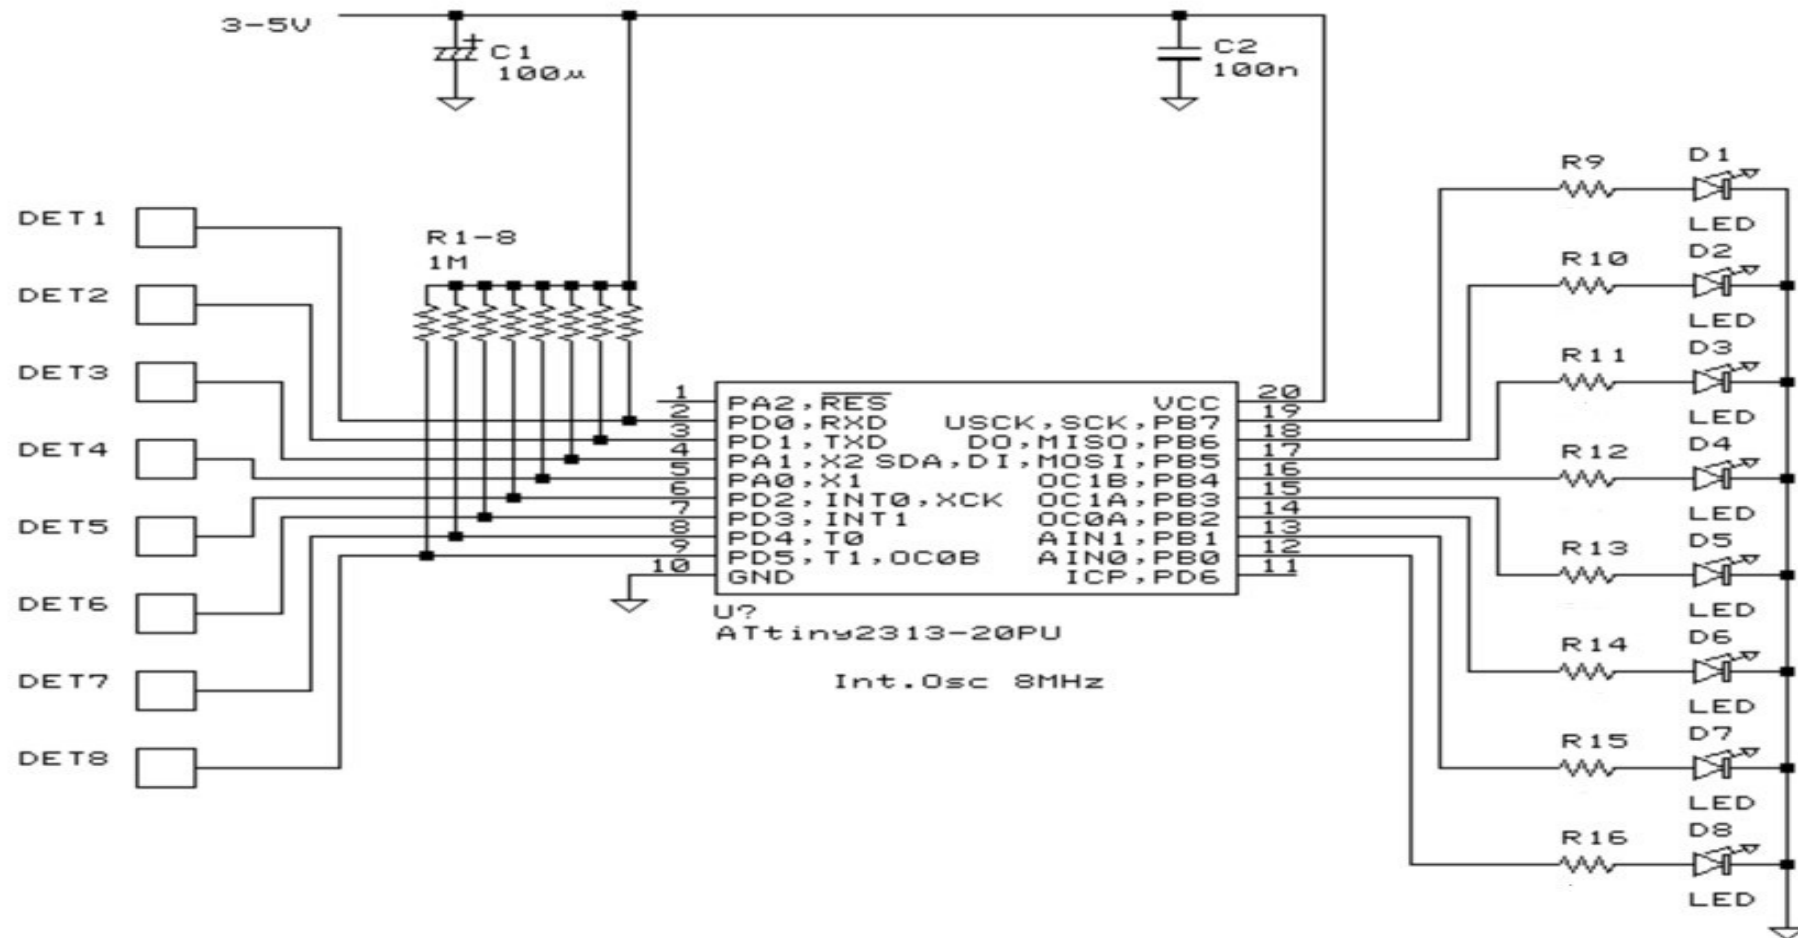 3-5V
+
C1
100μ
C2
100n
DET1
DET2
DET3
DET4
DET5
DET6
DET7
DET8
R1-8
1M
1
2
3
4
5
6
7
8
9
10
PA2,RES
PD0,RXD
PD1,TXD
PA1,X2
PA0,X1
PD2,INT0,XCK
PD3,INT1
PD4,T0
PD5,T1,OC0B
GND
VCC
USCK,SCK,PB7
DO,MISO,PB6
SDA,DI,MOSI,PB5
OC1B,PB4
OC1A,PB3
OC0A,PB2
AIN1,PB1
AIN0,PB0
ICP,PD6
20
19
18
17
16
15
14
13
12
11
U?
ATtiny2313-20PU
Int.Osc 8MHz
R9
D1
LED
R10
D2
LED
R11
D3
LED
R12
D4
LED
R13
D5
LED
R14
D6
LED
R15
D7
LED
R16
D8
LED